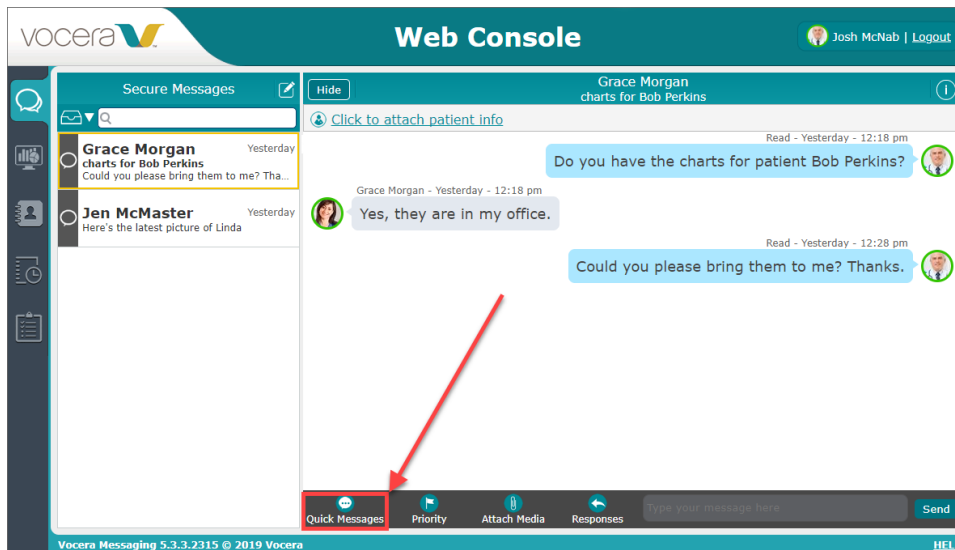 vocera
Web Console
Josh McNab | Logout
Secure Messages
Grace Morgan
Yesterday
charts for Bob Perkins
Could you please bring them to me? Tha...
Jen McMaster
Yesterday
Here's the latest picture of Linda
Hide
Grace Morgan
charts for Bob Perkins
Click to attach patient info
Read - Yesterday - 12:18 pm
Do you have the charts for patient Bob Perkins?
Grace Morgan - Yesterday - 12:18 pm
Yes, they are in my office.
Read - Yesterday - 12:28 pm
Could you please bring them to me? Thanks.
Quick Messages
Priority
Attach Media
Responses
Type your message here
Send
Vocera Messaging 5.3.3.2315 © 2019 Vocera
HEL